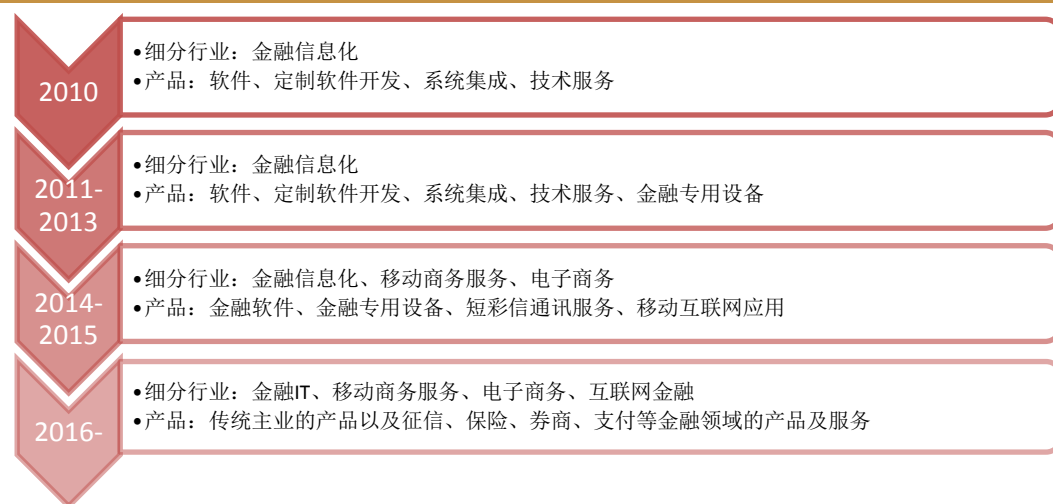 2010
•细分行业：金融信息化
•产品：软件、定制软件开发、系统集成、技术服务
2011-
2013
•细分行业：金融信息化
•产品：软件、定制软件开发、系统集成、技术服务、金融专用设备
2014-
2015
•细分行业：金融信息化、移动商务服务、电子商务
•产品：金融软件、金融专用设备、短彩信通讯服务、移动互联网应用
2016-
•细分行业：金融IT、移动商务服务、电子商务、互联网金融
•产品：传统主业的产品以及征信、保险、券商、支付等金融领域的产品及服务